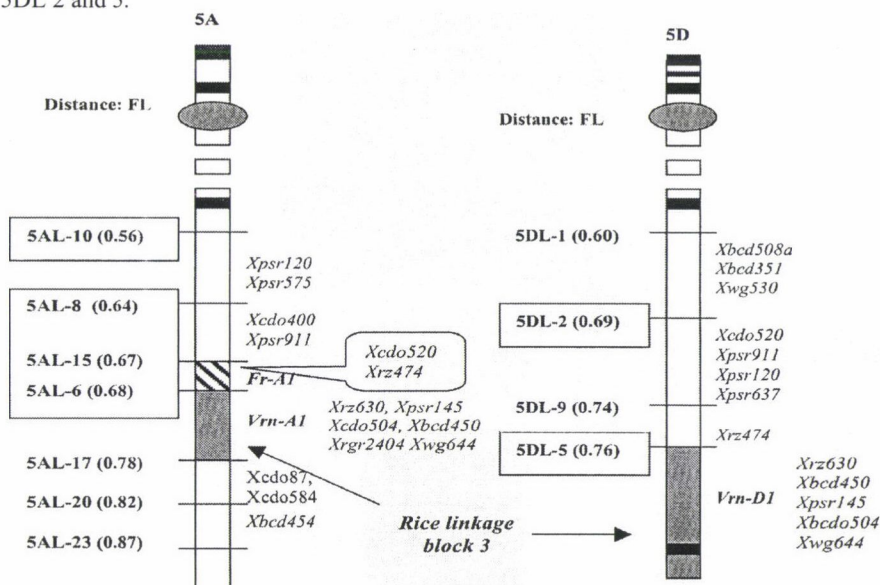 5DL 2 and 5.
5A
Distance: FL
5AL-10 (0.56)
Xpsr120
Xpsr575
5AL-8 (0.64)
Xcdo400
Xpsr911
5AL-15 (0.67)
Xcdo520
Xrz474
Fr-A1
5AL-6 (0.68)
Vrn-A1
Xrz630, Xpsr145
Xcdo504, Xbcd450
Xrgr2404 Xwg644
5AL-17 (0.78)
Xcdo87,
Xcdo584
5AL-20 (0.82)
Xbcd454
5AL-23 (0.87)
Rice linkage
block 3
5D
Distance: FL
5DL-1 (0.60)
Xbcd508a
Xbcd351
Xwg530
5DL-2 (0.69)
Xcdo520
Xpsr911
Xpsr120
Xpsr637
5DL-9 (0.74)
Xrz474
5DL-5 (0.76)
Vrn-D1
Xrz630
Xbcd450
Xpsr145
Xbcdo504
Xwg644